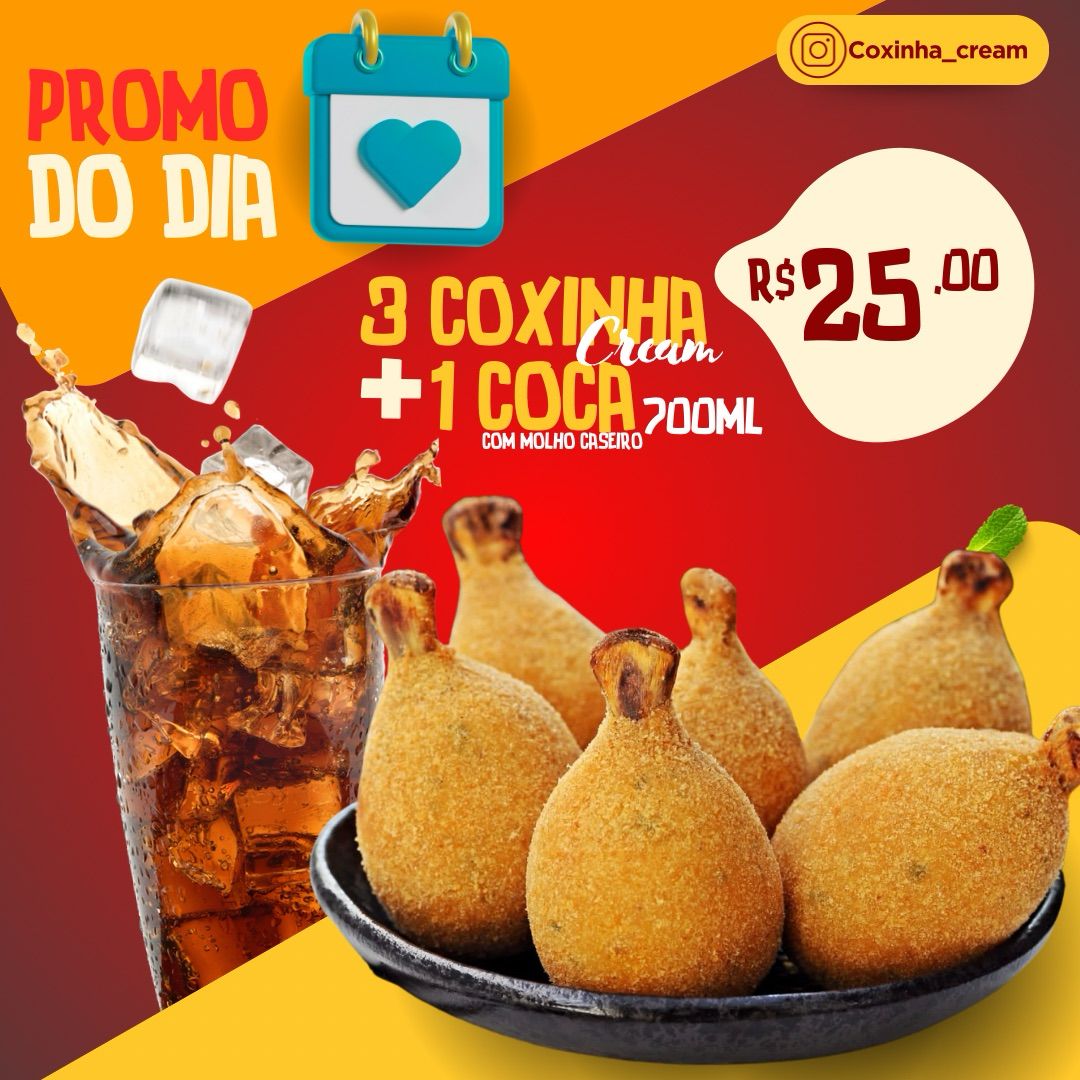 Coxinha_cream
PROMO
DO DIA
R$25,00
3 COXINHA
Cream
+1 COCA 700ML
COM MOLHO CASEIRO